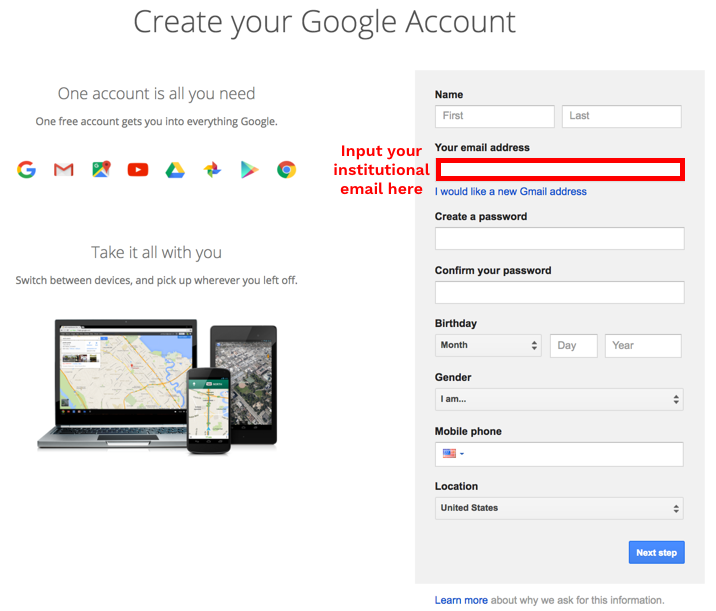 Create your Google Account
One account is all you need
One free account gets you into everything Google.
Take it all with you
Switch between devices, and pick up wherever you left off.
Name
First
Last
Input your
institutional
email here
Your email address
I would like a new Gmail address
Create a password
Confirm your password
Birthday
Month
Day
Year
Gender
I am...
Mobile phone
Location
United States
Next step
Learn more about why we ask for this information.